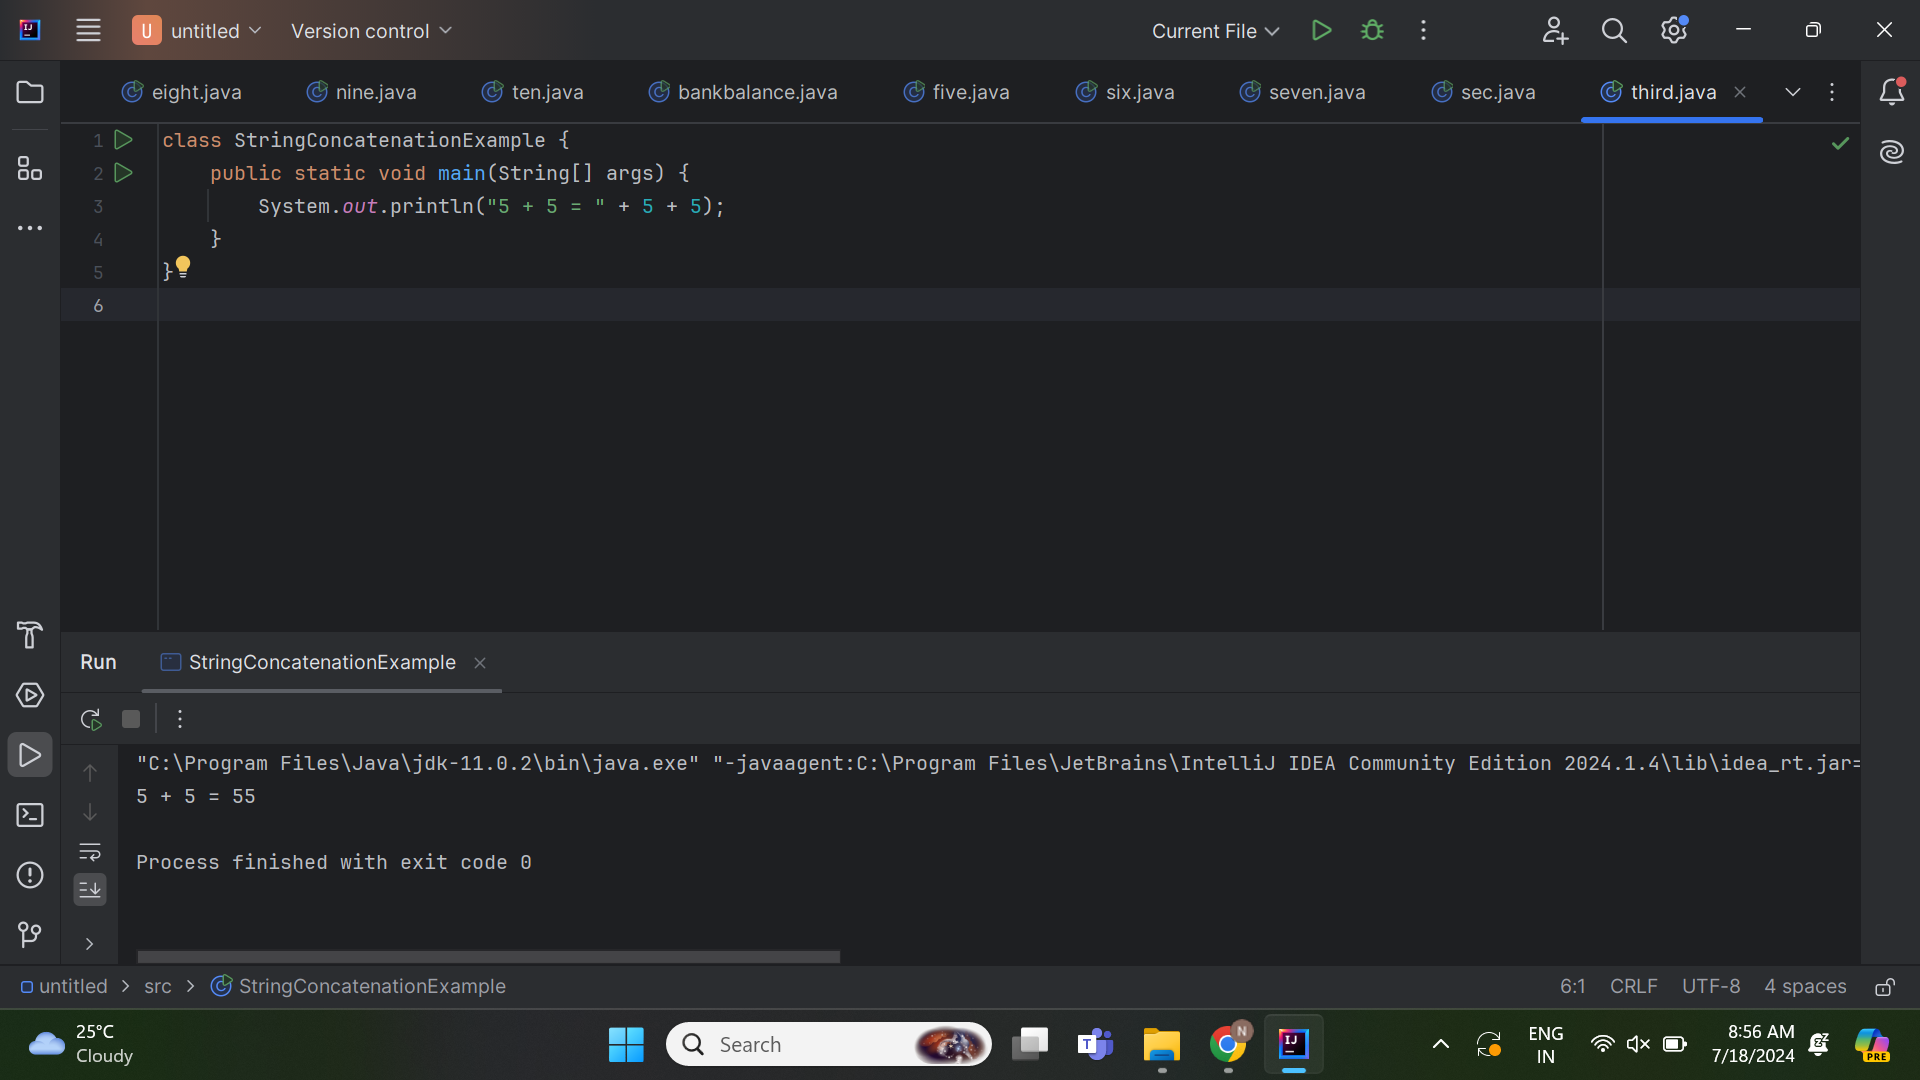 U untitled Version control Current File
eight.java nine.java ten.java bankbalance.java five.java six.java seven.java sec.java third.java
1 class StringConcatenationExample {
2 public static void main(String[] args) {
3 System.out.println("5 + 5 = " + 5 + 5);
4 }
5 }
6
Run StringConcatenationExample
"C:\Program Files\Java\jdk-11.0.2\bin\java.exe" "-javaagent:C:\Program Files\JetBrains\IntelliJ IDEA Community Edition 2024.1.4\lib\idea_rt.jar=
5 + 5 = 55
Process finished with exit code 0
untitled > src > StringConcatenationExample 6:1 CRLF UTF-8 4 spaces
25°C
Cloudy
Search
ENG
IN
8:56 AM
7/18/2024
PRE